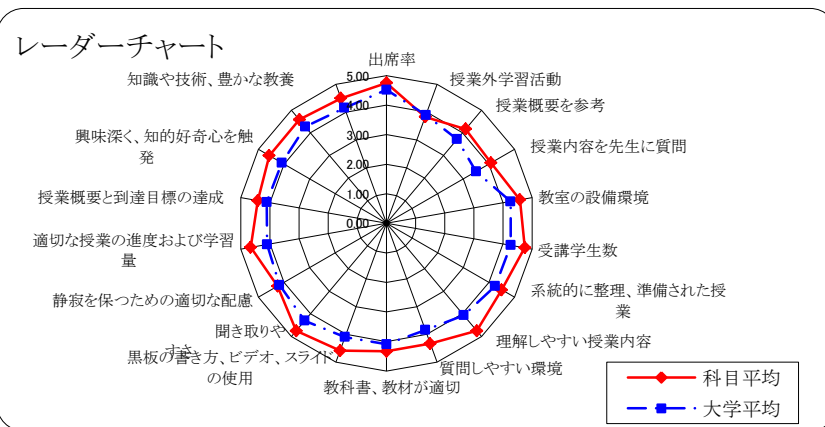 レーダーチャート
出席率
授業外学習活動
授業概要を参考
授業内容を先生に質問
教室の設備環境
受講学生数
系統的に整理、準備された授
業
理解しやすい授業内容
質問しやすい環境
教科書、教材が適切
黒板の書き方、ビデオ、スライド
の使用
聞き取りや
すさ
静寂を保つための適切な配慮
適切な授業の進度および学習
量
授業概要と到達目標の達成
興味深く、知的好奇心を触
発
知識や技術、豊かな教養
5.00
4.00
3.00
2.00
1.00
0.00
科目平均
大学平均